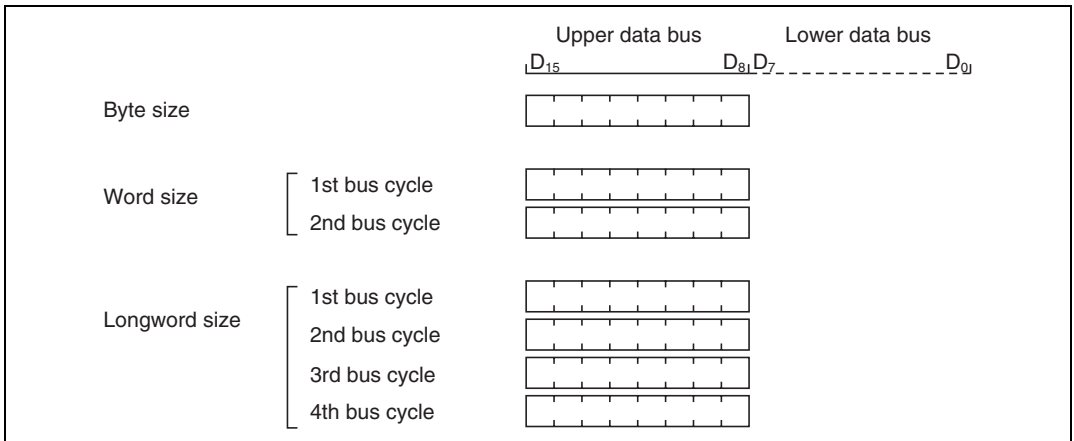 Upper data bus Lower data bus
D15 D8 D7 D0
Byte size
Word size
1st bus cycle
2nd bus cycle
Longword size
1st bus cycle
2nd bus cycle
3rd bus cycle
4th bus cycle